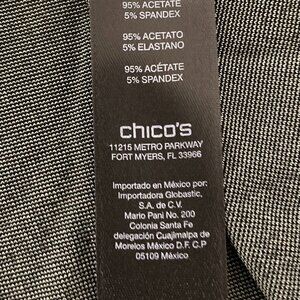 95% ACETATE
5% SPANDEX
95% ACETATO
5% ELASTANO
95% ACÉTATE
5% SPANDEX
chico's
11215 METRO PARKWAY
FORT MYERS, FL 33966
Importado en México por:
Importadora Globastic,
S.A. de C.V.
Mario Pani No. 200
Colonia Santa Fe
delegación Cuajimalpa de
Morelos México D.F. C.P
05109 México